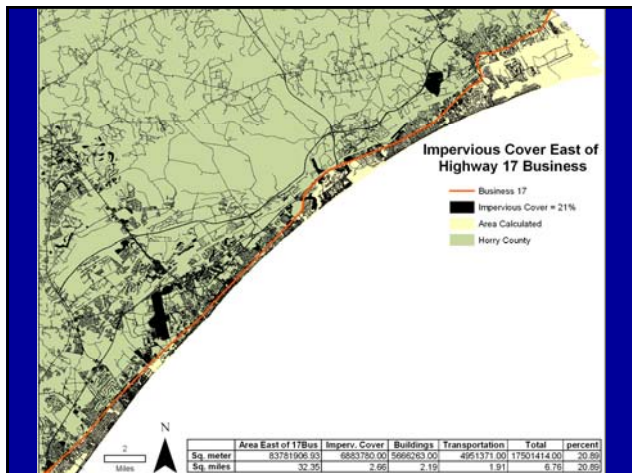 Impervious Cover East of
Highway 17 Business
Business 17
Impervious Cover = 21%
Area Calculated
Horry County
N
2
Miles
Area East of 17Bus Imperv. Cover Buildings Transportation Total percent
Sq. meter 83781906.93 6883780.00 5666263.00 4951371.00 17501414.00 20.89
Sq. miles 32.35 2.66 2.19 1.91 6.76 20.89